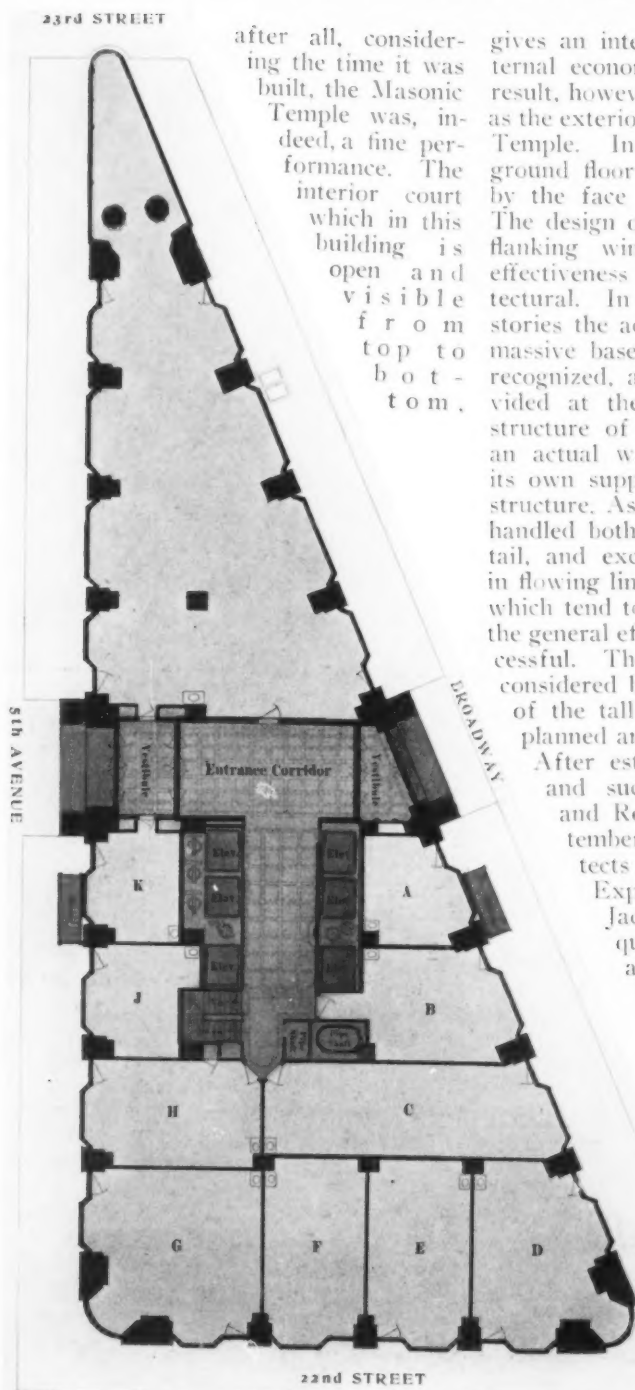 23rd STREET
after all, consider-
ing the time it was
built, the Masonic
Temple was, in-
deed, a fine per-
formance. The
interior court
which in this
building is
open and
visible
from
top to
bot-
tom,
gives an inte
ternal econom
result, howev
as the exterio
Temple. In
ground floor
by the face
The design o
flanking win
effectiveness
tectural. In
stories the ac
massive base
recognized, a
vided at the
structure of
an actual w
its own supp
structure. As
handled both
tail, and exc
in flowing lin
which tend to
the general ef
cessful. Th
considered b
of the tall
planned an
After est
and suc
and Ro
tember
tects
Exp
Jac
qu
a
5th AVENUE
BROADWAY
Vestibule
Entrance Corridor
Vestibule
Elev.
Elev.
Elev.
Elev.
Elev.
K
A
J
B
H
C
G
F
E
D
22nd STREET